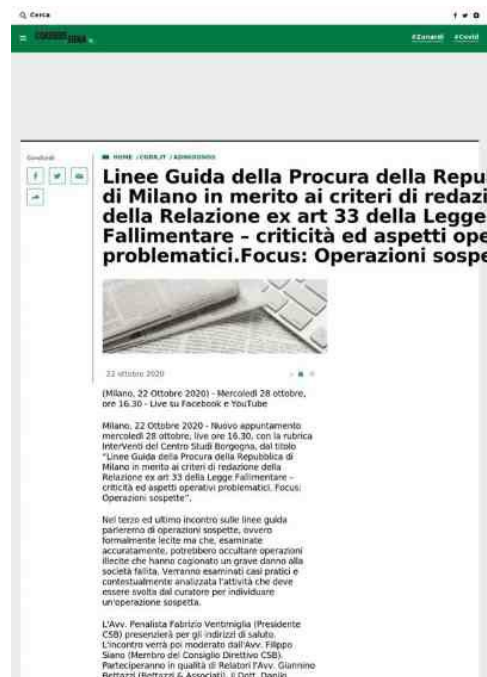 Cerca
#Zanardi #Covid
Condividi
HOME /CORR.IT /ADNKRONOS
Linee Guida della Procura della Repu
di Milano in merito ai criteri di redazi
della Relazione ex art 33 della Legge
Fallimentare – criticità ed aspetti ope
problematici.Focus: Operazioni sospe
22 ottobre 2020
(Milano, 22 Ottobre 2020) - Mercoledì 28 ottobre,
ore 16.30 - Live su Facebook e YouTube
Milano, 22 Ottobre 2020 - Nuovo appuntamento
mercoledì 28 ottobre, live ore 16.30, con la rubrica
InterVenti del Centro Studi Borgogna, dal titolo
"Linee Guida della Procura della Repubblica di
Milano in merito ai criteri di redazione della
Relazione ex art 33 della Legge Fallimentare –
criticità ed aspetti operativi problematici. Focus:
Operazioni sospette".
Nel terzo ed ultimo incontro sulle linee guida
parleremo di operazioni sospette, ovvero
formalmente lecite ma che, esaminate
accuratamente, potrebbero occultare operazioni
illecite che hanno cagionato un grave danno alla
società fallita. Verranno esaminati casi pratici e
contestualmente analizzata l'attività che deve
essere svolta dal curatore per individuare
un'operazione sospetta.
L'Avv. Penalista Fabrizio Ventimiglia (Presidente
CSB) presenzierà per gli indirizzi di saluto.
L'incontro verrà poi moderato dall'Avv. Filippo
Siano (Membro del Consiglio Direttivo CSB).
Parteciperanno in qualità di Relatori l'Avv. Giannino
Bettazzi (Bettazzi & Associati), il Dott. Danilo